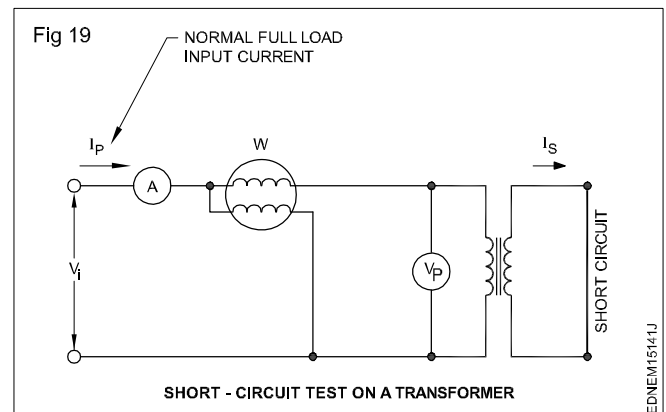 Fig 19
NORMAL FULL LOAD
INPUT CURRENT
IP
W
IS
A
Vi
VP
SHORT CIRCUIT
SHORT - CIRCUIT TEST ON A TRANSFORMER
EDNEM15141J